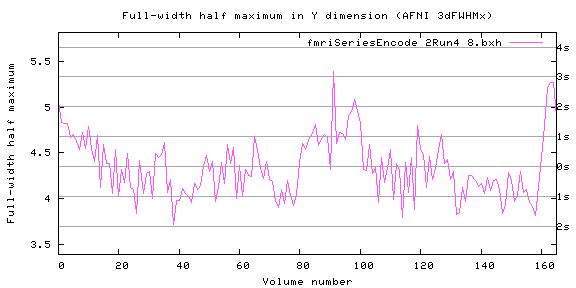 Full-width half maximum in Y dimension (AFNI 3dFWHMx)
fmriSeriesEncode 2Run4 8.bxh
Full-width half maximum
5.5
5
4.5
4
3.5
4s
3s
2s
1s
0s
1s
2s
0 20 40 60 80 100 120 140 160
Volume number